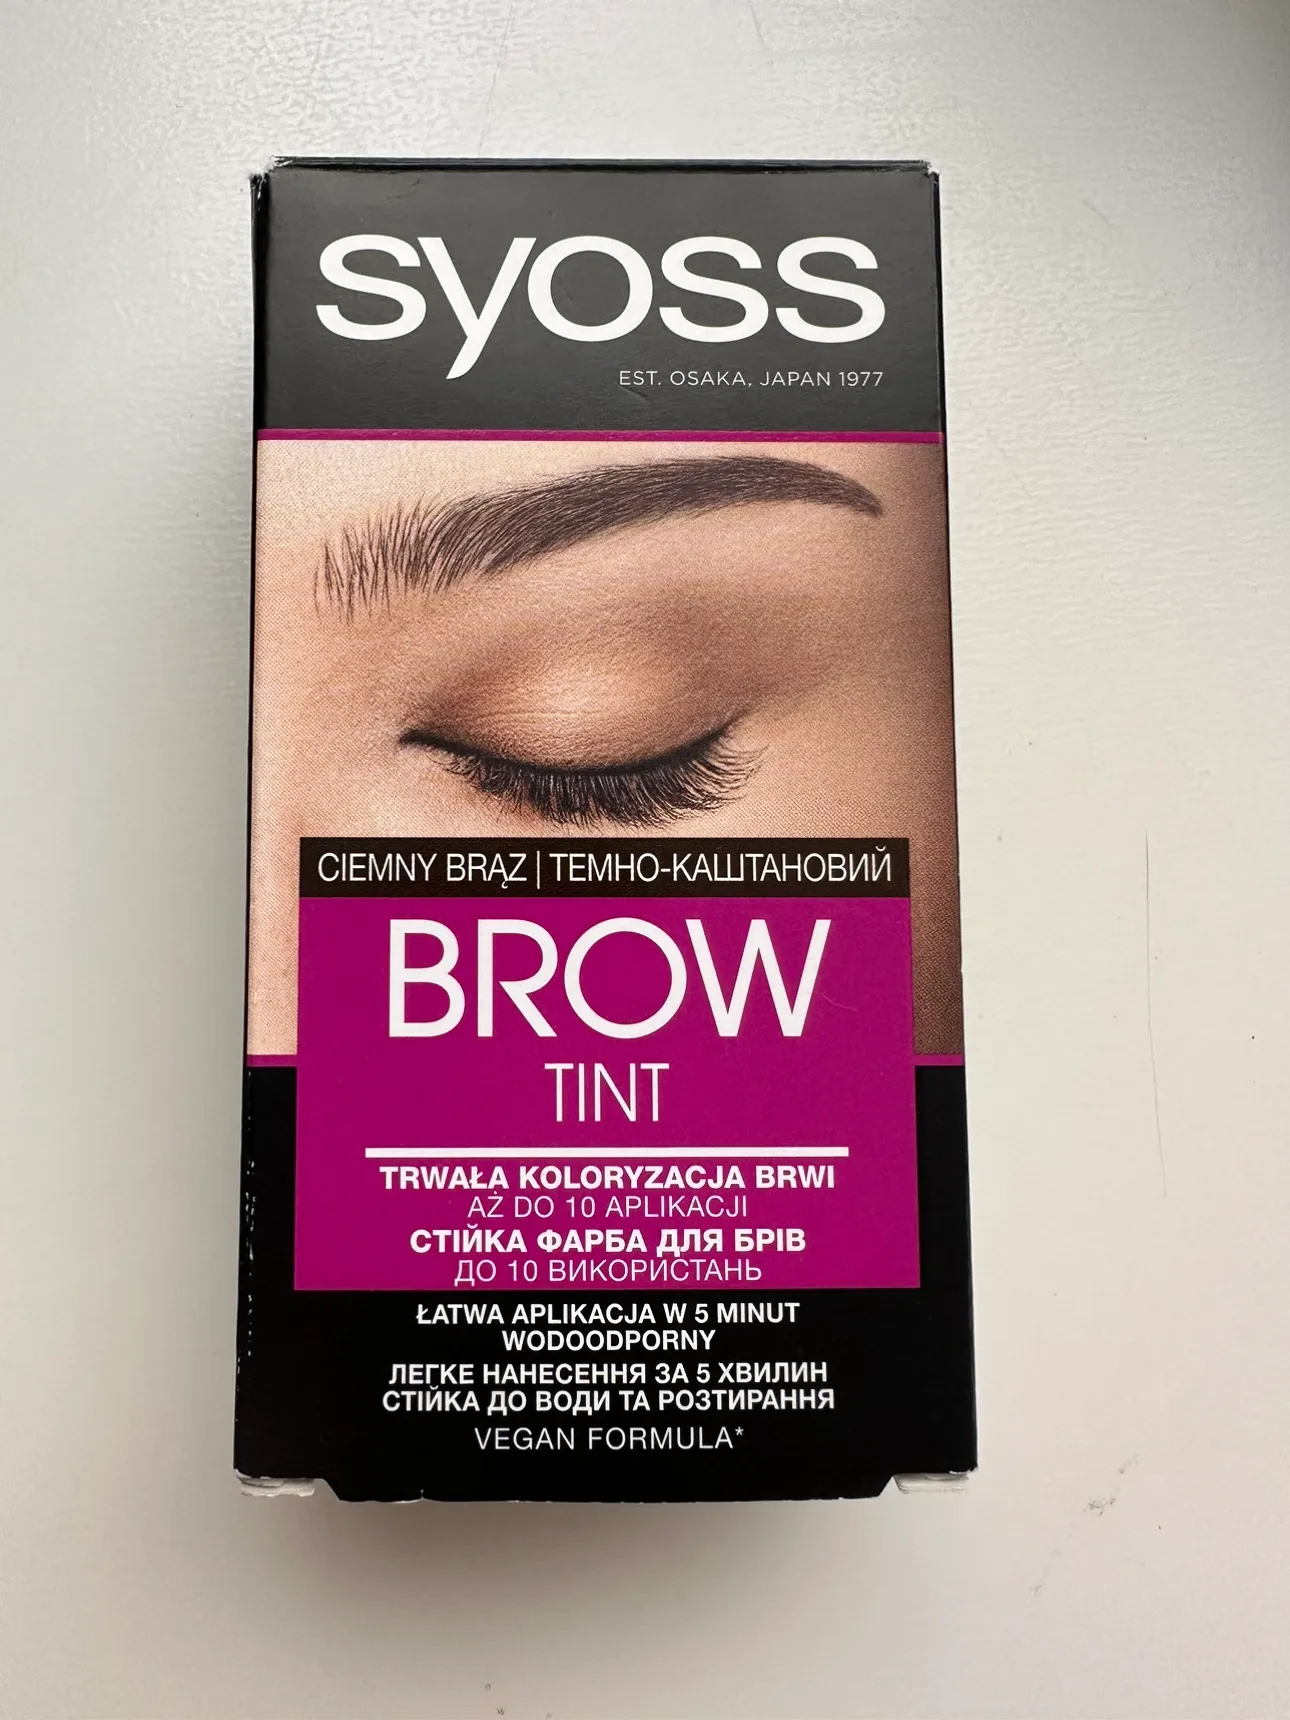 syoss
EST. OSAKA, JAPAN 1977
CIEMNY BRĄZ | ТЕМНО-КАШТАНОВИЙ
BROW
TINT
TRWAŁA KOLORYZACJA BRWI
AŻ DO 10 APLIKACJI
СТІЙКА ФАРБА ДЛЯ БРІВ
ДО 10 ВИКОРИСТАНЬ
ŁATWA APLIKACJA W 5 MINUT
WODOODPORNY
ЛЕГКЕ НАНЕСЕННЯ ЗА 5 ХВИЛИН
СТІЙКА ДО ВОДИ ТА РОЗТИРАННЯ
VEGAN FORMULA*